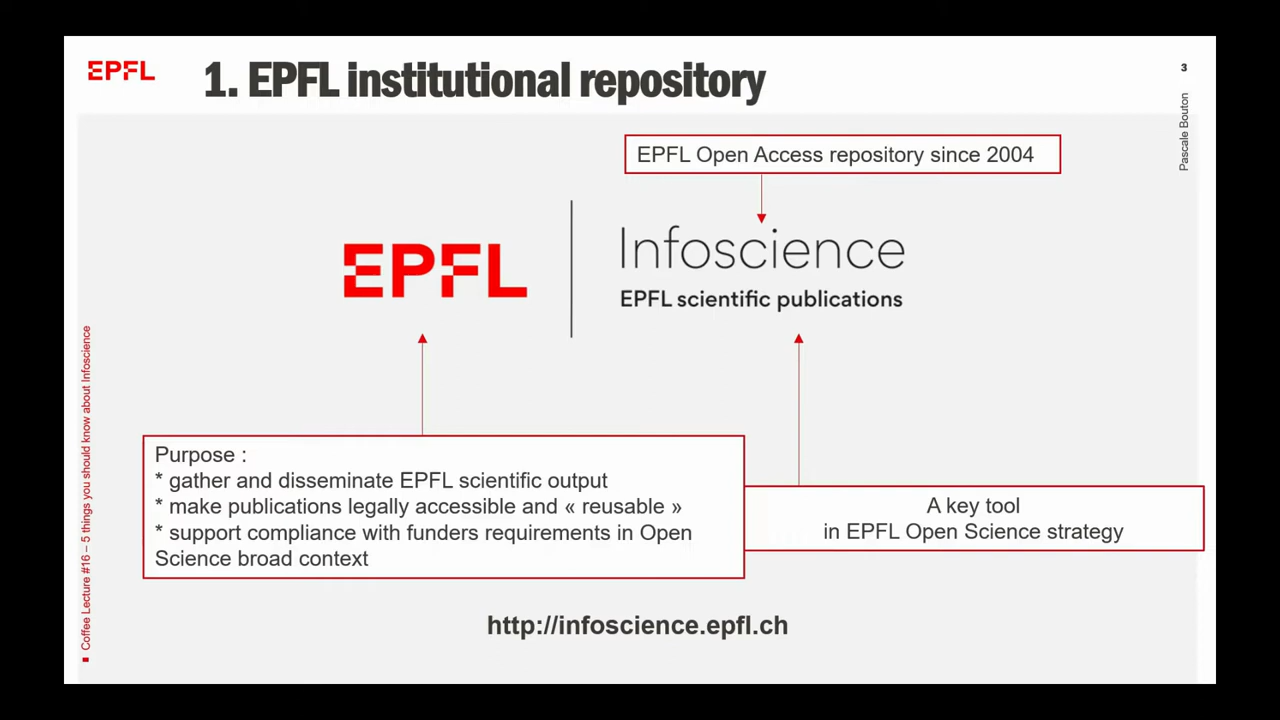 EPFL
1. EPFL institutional repository
3
Pascale Bouton
EPFL Open Access repository since 2004
EPFL
Infoscience
EPFL scientific publications
Purpose :
* gather and disseminate EPFL scientific output
* make publications legally accessible and « reusable »
* support compliance with funders requirements in Open
Science broad context
A key tool
in EPFL Open Science strategy
http://infoscience.epfl.ch
Coffee Lecture #16 – 5 things you should know about Infoscience